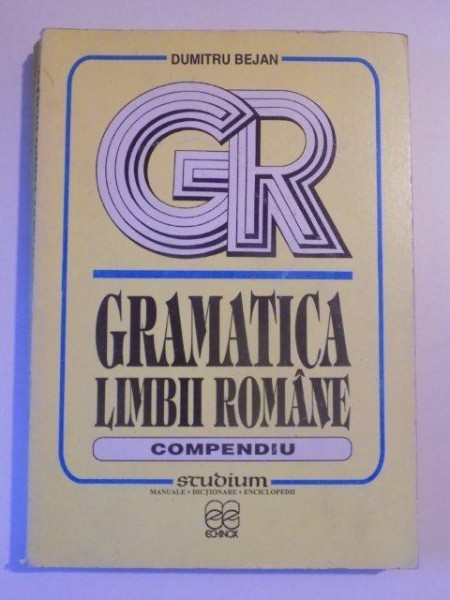 DUMITRU BEJAN
GR
GRAMATICA
LIMBII ROMÂNE
COMPENDIU
studium
MANUALE • DICȚIONARE • ENCICLOPEDII
ECHINOX